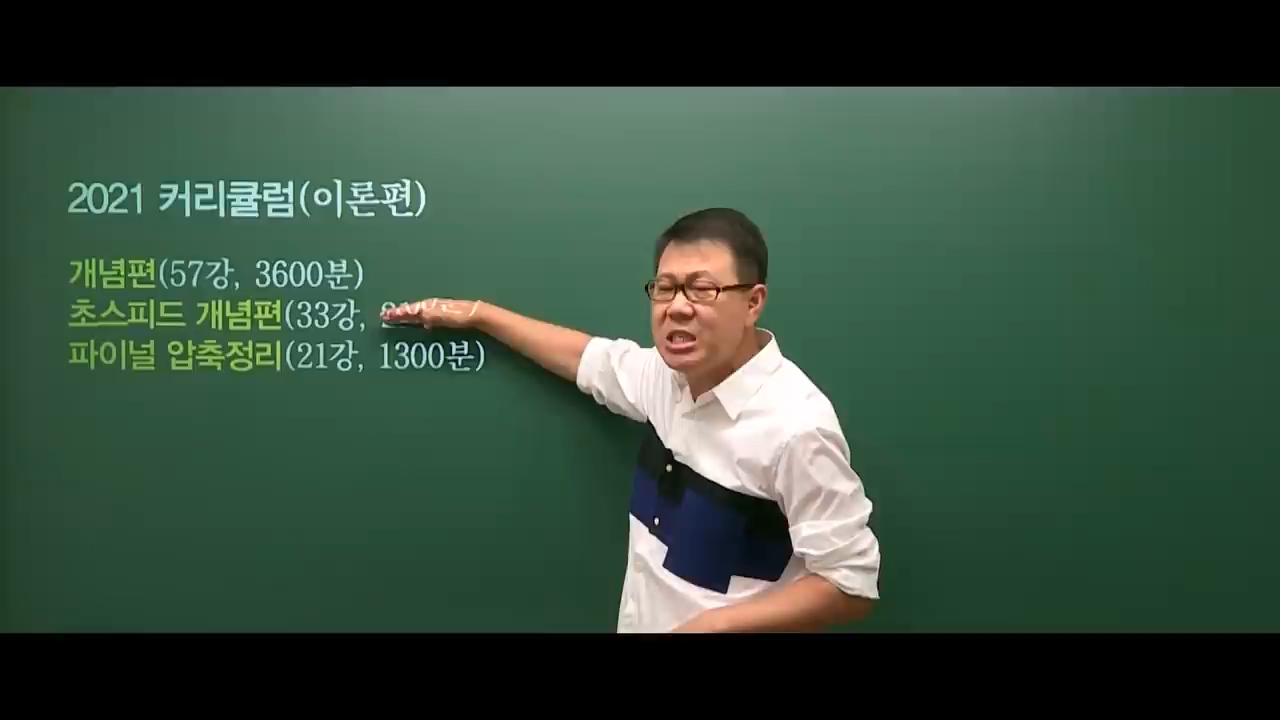 2021 커리큘럼(이론편)
개념편(57강, 3600분)
초스피드 개념편(33강,
파이널 압축정리(21강, 1300분)